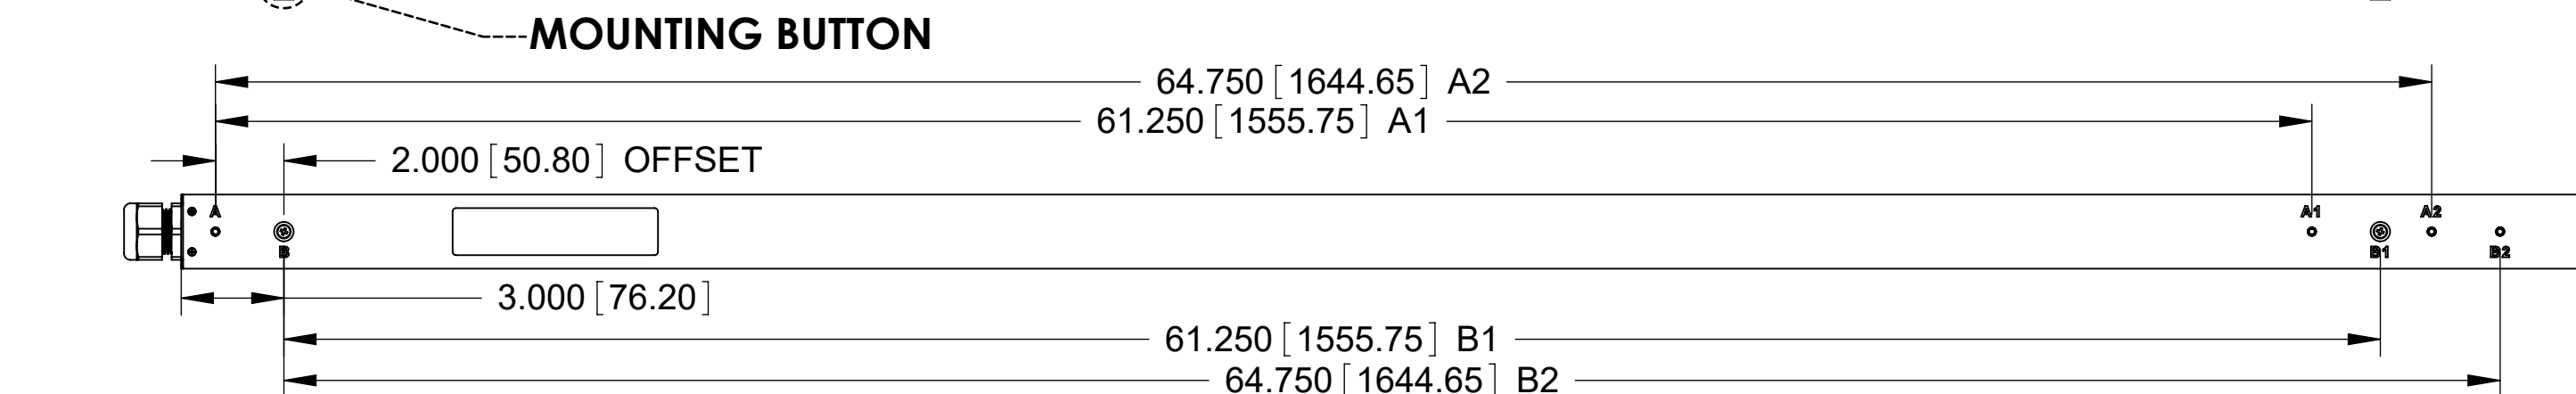 MOUNTING BUTTON
64.750 [1644.65] A2
61.250 [1555.75] A1
2.000 [50.80] OFFSET
A A1 A2
B B1 B2
3.000 [76.20]
61.250 [1555.75] B1
64.750 [1644.65] B2